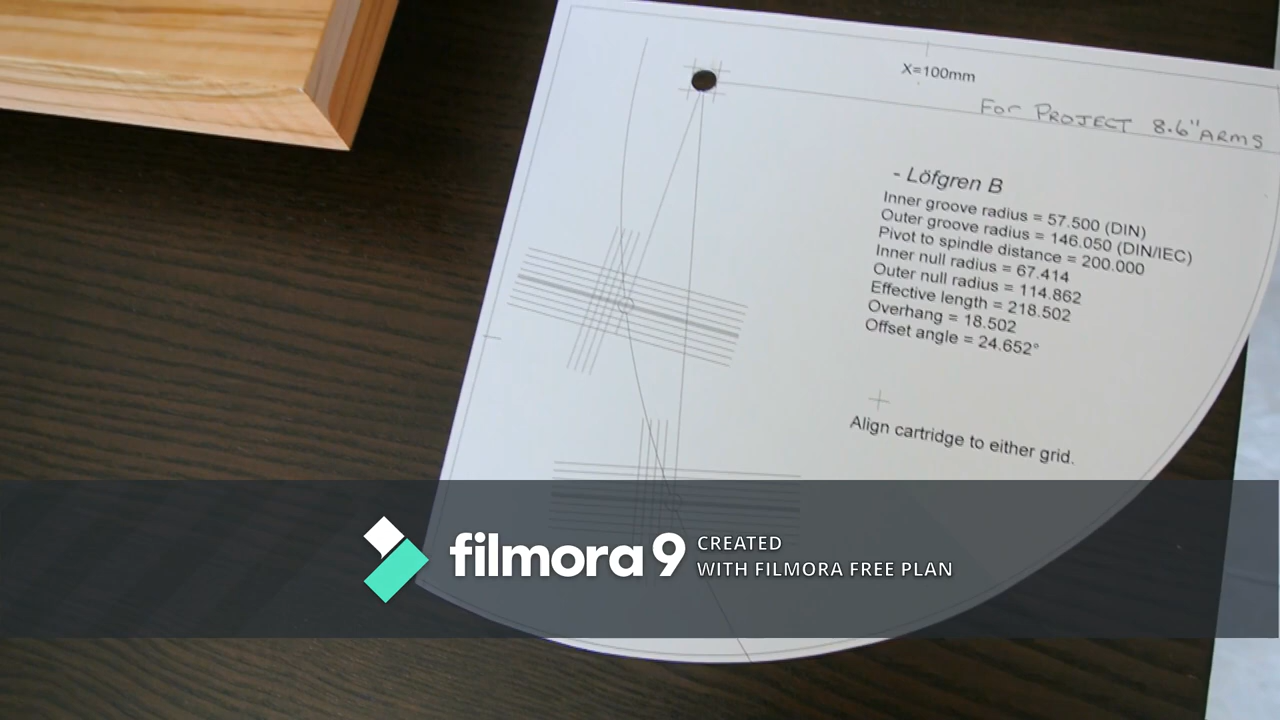 X=100mm
For PROJECT 8.6" ARMS
- Löfgren B
Inner groove radius = 57.500 (DIN)
Outer groove radius = 146.050 (DIN/IEC)
Pivot to spindle distance = 200.000
Inner null radius = 67.414
Outer null radius = 114.862
Effective length = 218.502
Overhang = 18.502
Offset angle = 24.652°
Align cartridge to either grid.
filmora9 CREATED
WITH FILMORA FREE PLAN